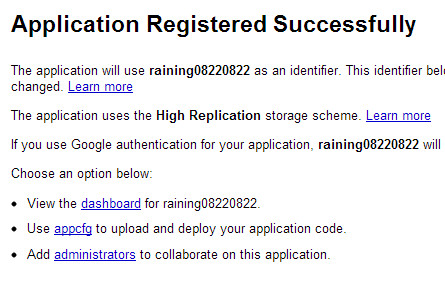 Application Registered Successfully
The application will use raining08220822 as an identifier. This identifier
changed. Learn more
The application uses the High Replication storage scheme. Learn more
If you use Google authentication for your application, raining08220822 will
Choose an option below:
• View the dashboard for raining08220822.
• Use appcfg to upload and deploy your application code.
• Add administrators to collaborate on this application.